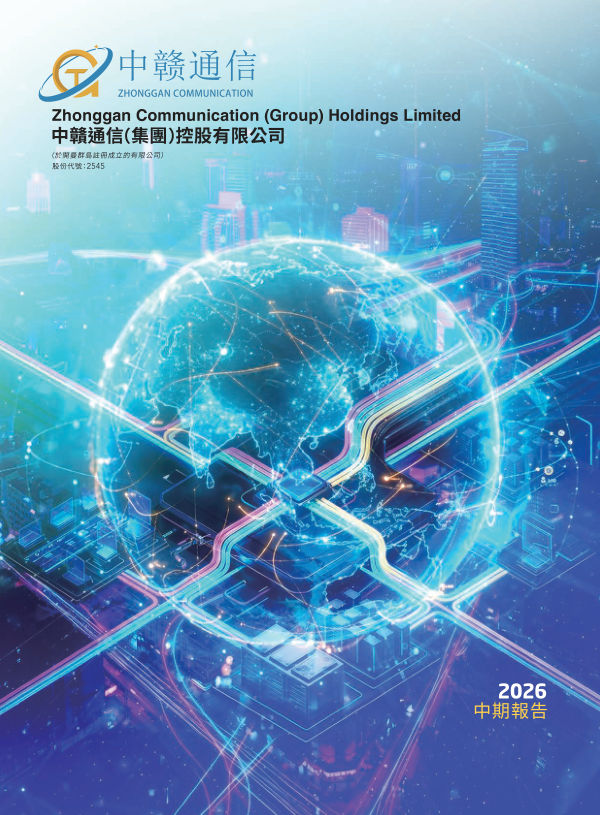 中赣通信
ZHONGGAN COMMUNICATION
Zhonggan Communication (Group) Holdings Limited
中贛通信(集團)控股有限公司
(於開曼群島註冊成立的有限公司)
股份代號：2545
2026
中期報告